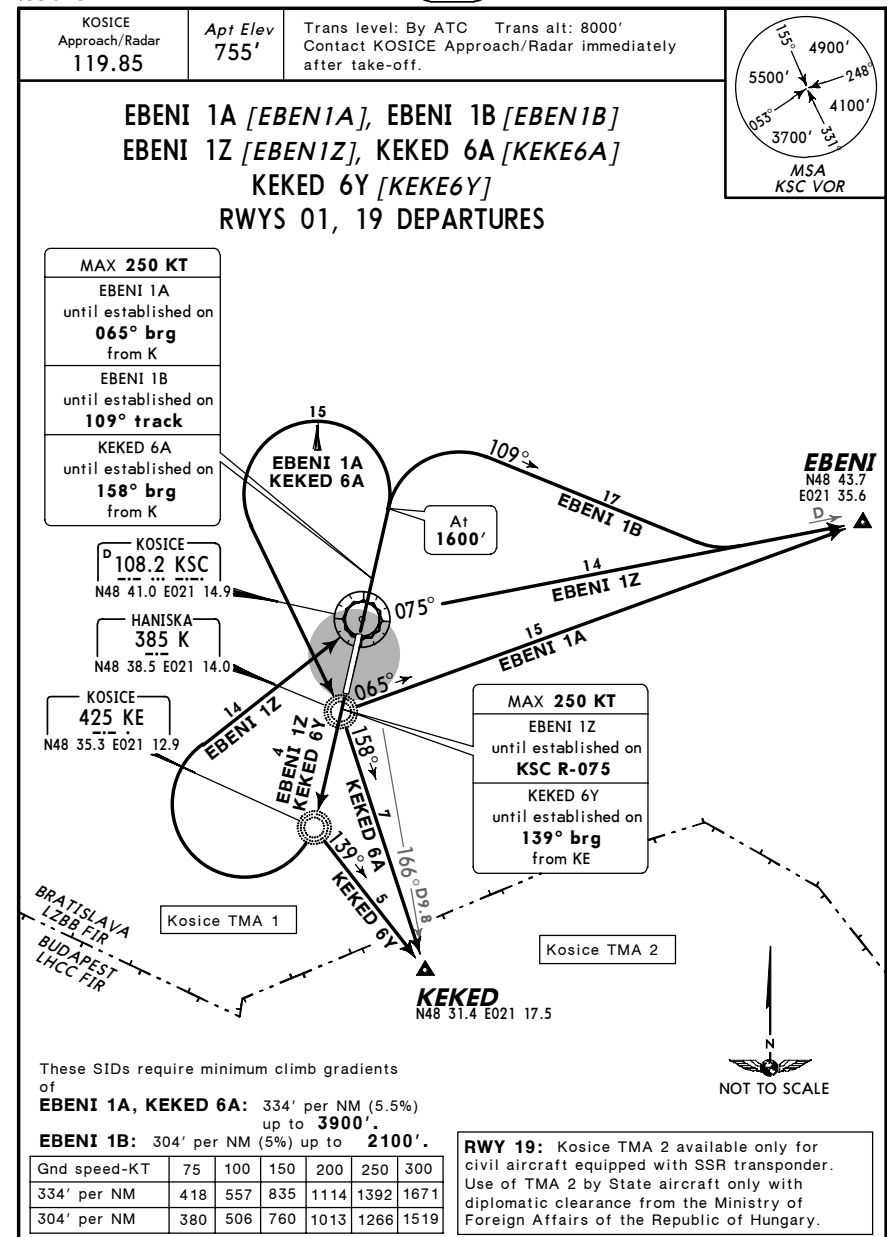 KOSICE
Approach/Radar
119.85
Apt Elev
755'
Trans level: By ATC Trans alt: 8000'
Contact KOSICE Approach/Radar immediately
after take-off.
155°
4900'
5500'
248°
4100'
053°
3700'
331°
MSA
KSC VOR
EBENI 1A [EBEN1A], EBENI 1B [EBEN1B]
EBENI 1Z [EBEN1Z], KEKED 6A [KEKE6A]
KEKED 6Y [KEKE6Y]
RWYS 01, 19 DEPARTURES
MAX 250 KT
EBENI 1A
until established on
065° brg
from K
EBENI 1B
until established on
109° track
KEKED 6A
until established on
158° brg
from K
15
EBENI 1A
KEKED 6A
109°
17
EBENI 1B
EBENI
N48 43.7
E021 35.6
D
At
1600'
KOSICE
D 108.2 KSC
N48 41.0 E021 14.9
075°
14
EBENI 1Z
HANISKA
385 K
N48 38.5 E021 14.0
15
EBENI 1A
065°
KOSICE
425 KE
N48 35.3 E021 12.9
14
EBENI 1Z
4
EBENI 1Z
KEKED 6Y
158°
7
KEKED 6A
166°
D9.8
MAX 250 KT
EBENI 1Z
until established on
KSC R-075
KEKED 6Y
until established on
139° brg
from KE
139°
5
KEKED 6Y
BRATISLAVA
LZBB FIR
BUDAPEST
LHCC FIR
Kosice TMA 1
Kosice TMA 2
KEKED
N48 31.4 E021 17.5
N
NOT TO SCALE
These SIDs require minimum climb gradients
of
EBENI 1A, KEKED 6A: 334' per NM (5.5%)
up to 3900'.
EBENI 1B: 304' per NM (5%) up to 2100'.
Gnd speed-KT 75 100 150 200 250 300
334' per NM 418 557 835 1114 1392 1671
304' per NM 380 506 760 1013 1266 1519
RWY 19: Kosice TMA 2 available only for
civil aircraft equipped with SSR transponder.
Use of TMA 2 by State aircraft only with
diplomatic clearance from the Ministry of
Foreign Affairs of the Republic of Hungary.